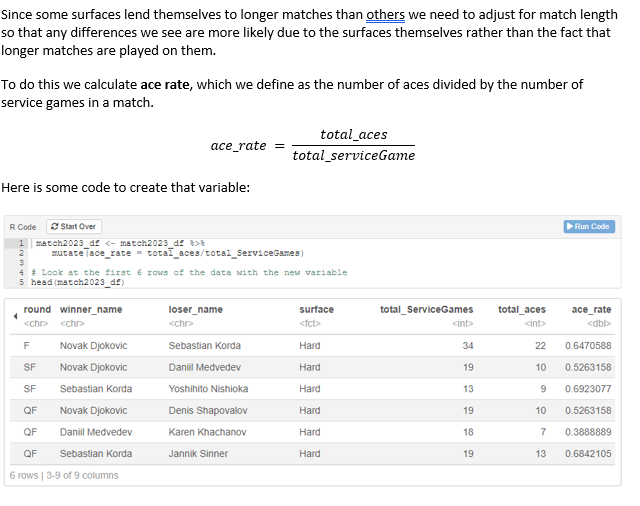 Since some surfaces lend themselves to longer matches than others we need to adjust for match length
so that any differences we see are more likely due to the surfaces themselves rather than the fact that
longer matches are played on them.
To do this we calculate ace rate, which we define as the number of aces divided by the number of
service games in a match.
ace_rate = total_aces / total_serviceGame
Here is some code to create that variable:
R Code Start Over Run Code
1 match2023_df <- match2023_df %>%
2 mutate(ace_rate = total_aces/total_ServiceGames)
3
4 # Look at the first 6 rows of the data with the new variable
5 head(match2023_df)
round winner_name loser_name surface total_ServiceGames total_aces ace_rate
<chr> <chr> <chr> <fct> <int> <int> <dbl>
F Novak Djokovic Sebastian Korda Hard 34 22 0.6470588
SF Novak Djokovic Daniil Medvedev Hard 19 10 0.5263158
SF Sebastian Korda Yoshihito Nishioka Hard 13 9 0.6923077
QF Novak Djokovic Denis Shapovalov Hard 19 10 0.5263158
QF Daniil Medvedev Karen Khachanov Hard 18 7 0.3888889
QF Sebastian Korda Jannik Sinner Hard 19 13 0.6842105
6 rows | 3-9 of 9 columns